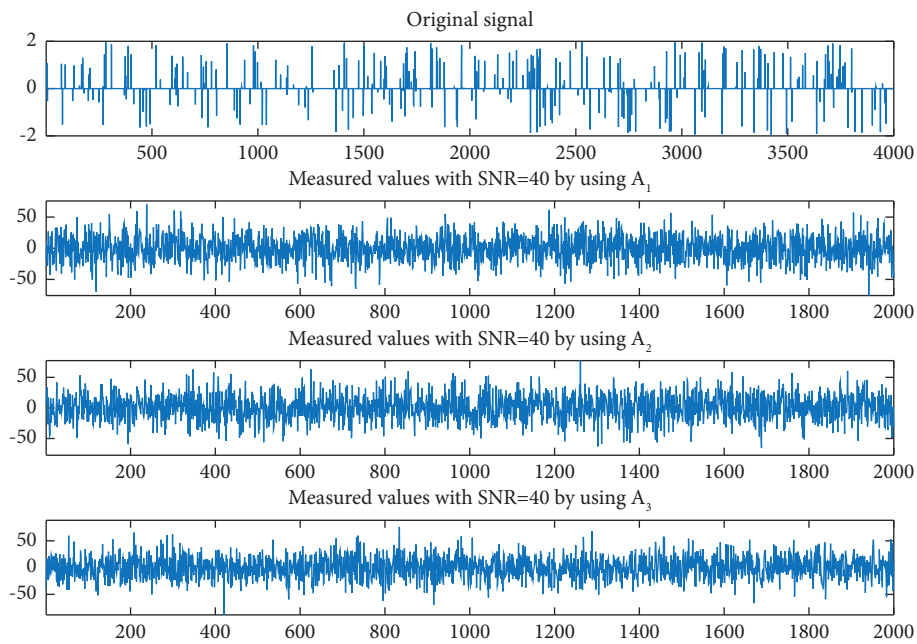 Original signal
2
0
-2
500 1000 1500 2000 2500 3000 3500 4000
Measured values with SNR=40 by using A₁
50
0
-50
200 400 600 800 1000 1200 1400 1600 1800 2000
Measured values with SNR=40 by using A₂
50
0
-50
200 400 600 800 1000 1200 1400 1600 1800 2000
Measured values with SNR=40 by using A₃
50
0
-50
200 400 600 800 1000 1200 1400 1600 1800 2000